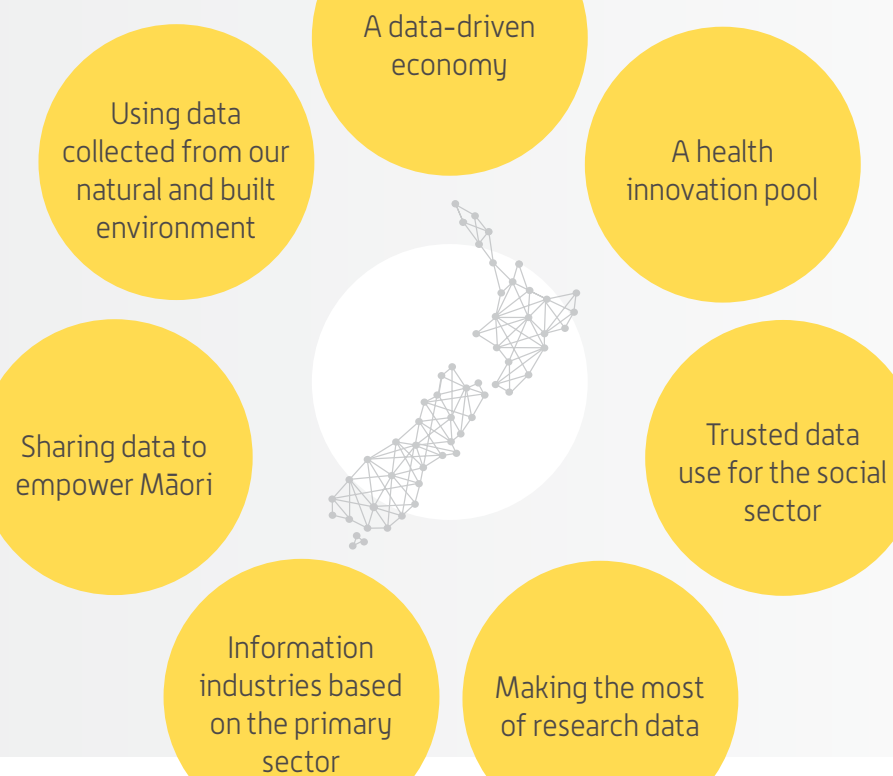 A data-driven
economy
Using data
collected from our
natural and built
environment
A health
innovation pool
Sharing data to
empower Māori
Trusted data
use for the social
sector
Information
industries based
on the primary
sector
Making the most
of research data